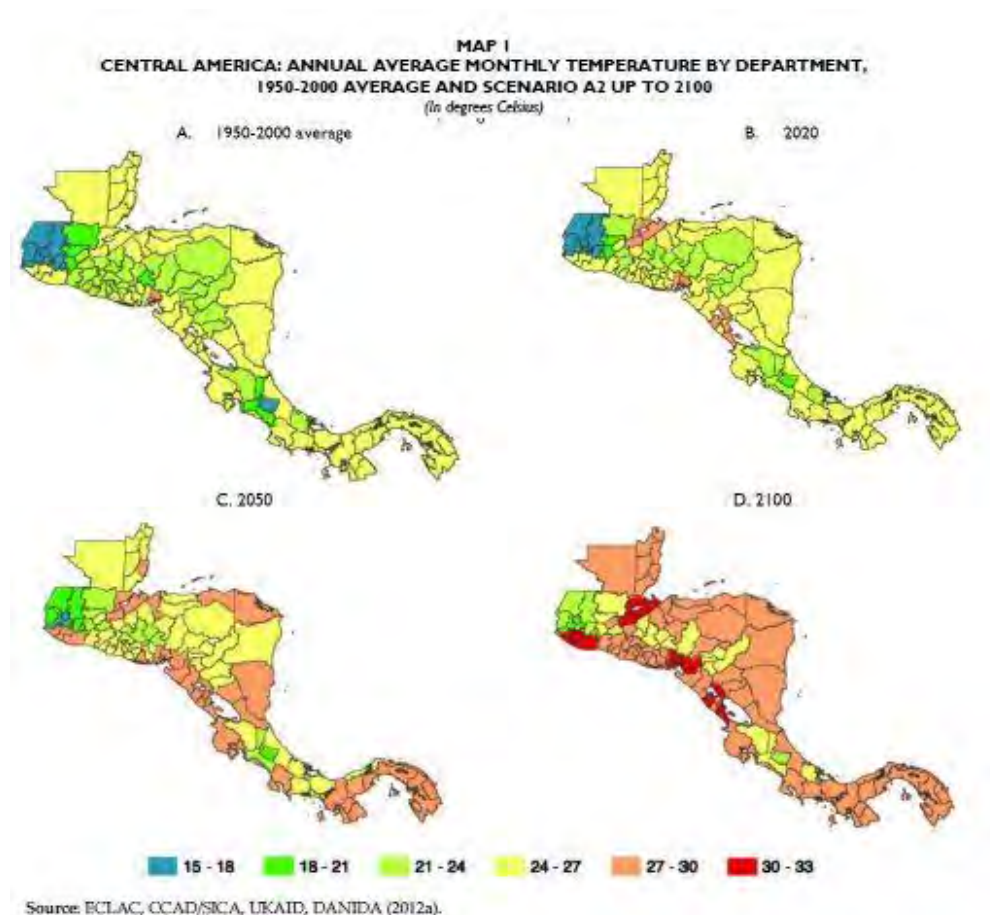 MAP 1
CENTRAL AMERICA: ANNUAL AVERAGE MONTHLY TEMPERATURE BY DEPARTMENT,
1950-2000 AVERAGE AND SCENARIO A2 UP TO 2100
(In degrees Celsius)
A. 1950-2000 average
B. 2020
C. 2050
D. 2100
15 - 18
18 - 21
21 - 24
24 - 27
27 - 30
30 - 33
Source: ECLAC, CCAD/SICA, UKAID, DANIDA (2012a).